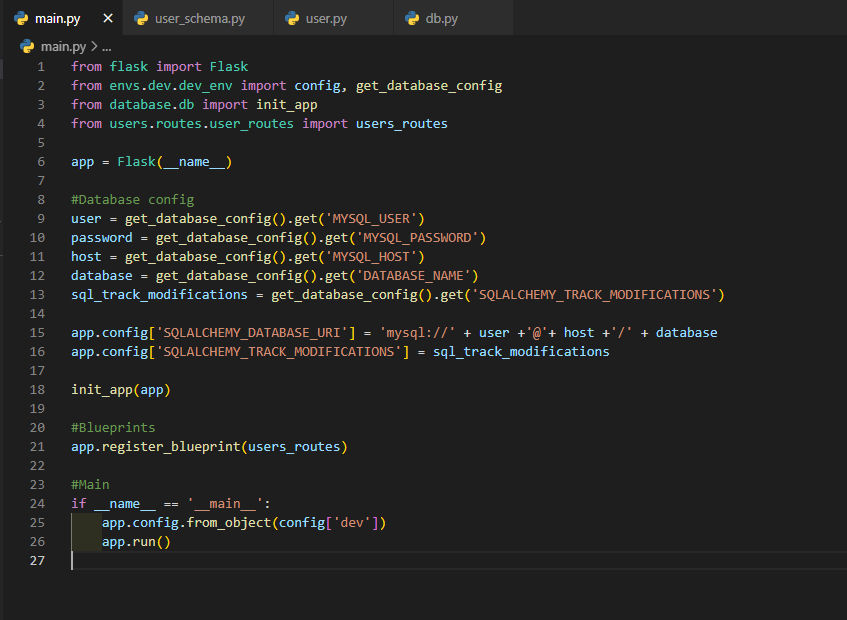 main.py × user_schema.py user.py db.py
main.py > ...
1 from flask import Flask
2 from envs.dev.dev_env import config, get_database_config
3 from database.db import init_app
4 from users.routes.user_routes import users_routes
5
6 app = Flask(__name__)
7
8 #Database config
9 user = get_database_config().get('MYSQL_USER')
10 password = get_database_config().get('MYSQL_PASSWORD')
11 host = get_database_config().get('MYSQL_HOST')
12 database = get_database_config().get('DATABASE_NAME')
13 sql_track_modifications = get_database_config().get('SQLALCHEMY_TRACK_MODIFICATIONS')
14
15 app.config['SQLALCHEMY_DATABASE_URI'] = 'mysql://' + user +'@'+ host +'/' + database
16 app.config['SQLALCHEMY_TRACK_MODIFICATIONS'] = sql_track_modifications
17
18 init_app(app)
19
20 #Blueprints
21 app.register_blueprint(users_routes)
22
23 #Main
24 if __name__ == '__main__':
25     app.config.from_object(config['dev'])
26     app.run()
27